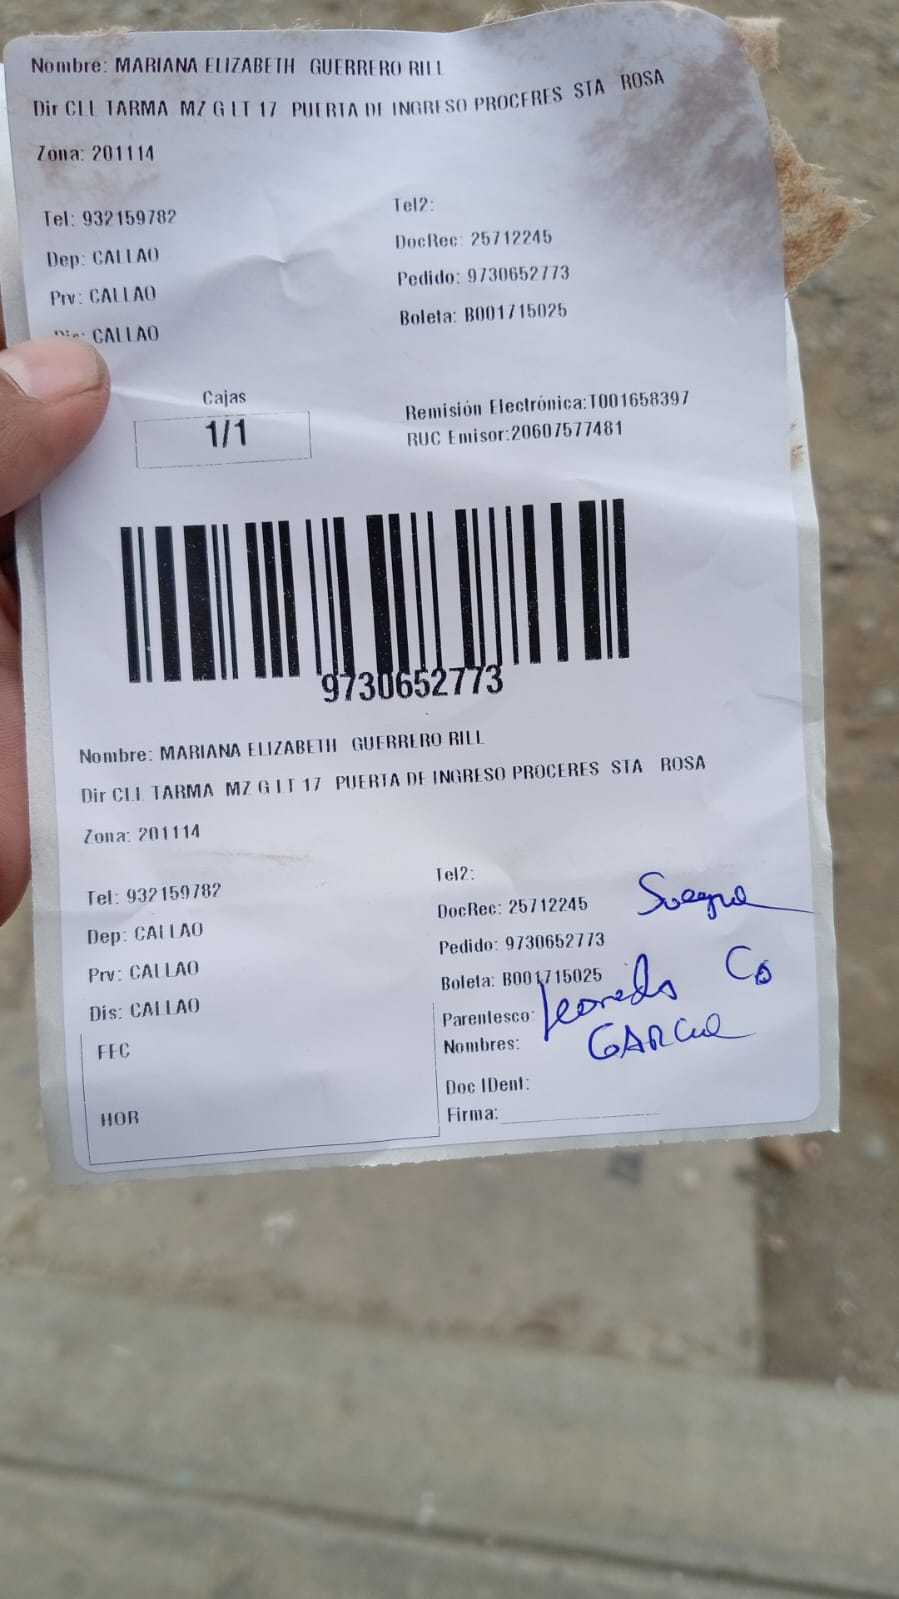 Nombre: MARIANA ELIZABETH GUERRERO RILL
Dir CLL TARMA MZ G LT 17 PUERTA DE INGRESO PROCERES STA ROSA
Zona: 201114
Tel: 932159782
Tel2:
Dep: CALLAO
DocRec: 25712245
Prv: CALLAO
Pedido: 9730652773
CALLAO
Boleta: B001715025
Cajas
1/1
Remisión Electrónica:T001658397
RUC Emisor:20607577481
9730652773
Nombre: MARIANA ELIZABETH GUERRERO RILL
Dir CLL TARMA MZ G LT 17 PUERTA DE INGRESO PROCERES STA ROSA
Zona: 201114
Tel: 932159782
Tel2:
Dep: CALLAO
DocRec: 25712245 Suegra
Prv: CALLAO
Pedido: 9730652773
Dis: CALLAO
Boleta: B001715025
FEC
Parentesco:
Nombres: GARCIA
Doc IDent:
HOR
Firma: